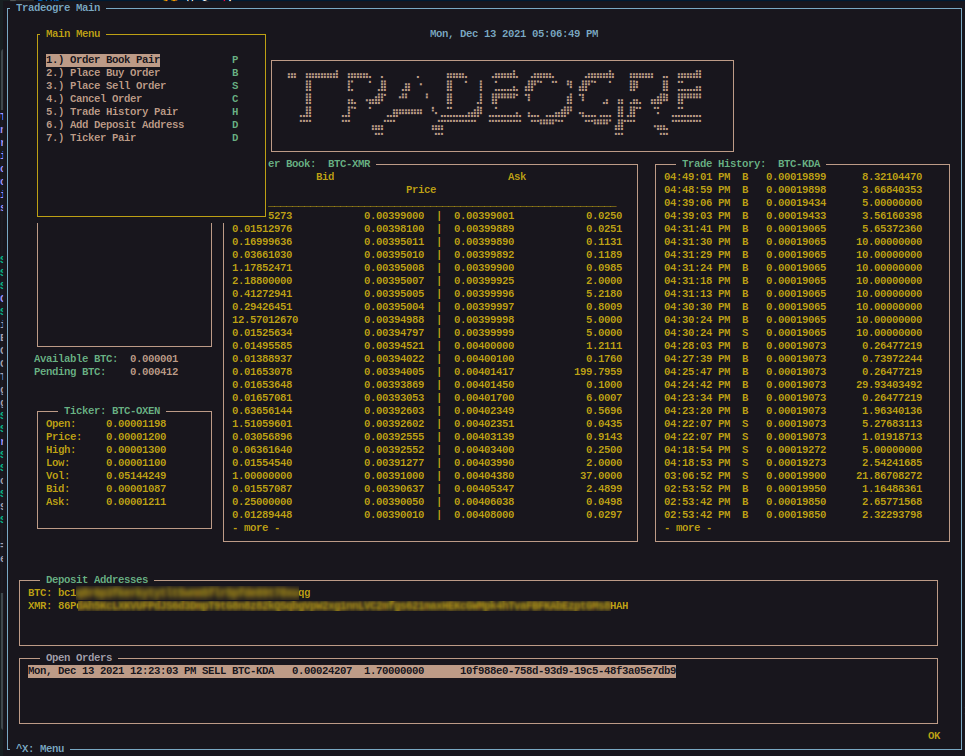 Tradeogre Main
Mon, Dec 13 2021 05:06:49 PM
Main Menu
1.) Order Book Pair P
2.) Place Buy Order B
3.) Place Sell Order S
4.) Cancel Order C
5.) Trade History Pair H
6.) Add Deposit Address D
7.) Ticker Pair D
TRADEOGRE
er Book: BTC-XMR
Bid Ask
Price
5273 0.00399000 | 0.00399001 0.0250
0.01512976 0.00398100 | 0.00399889 0.0251
0.16999636 0.00395011 | 0.00399890 0.1131
0.03661030 0.00395010 | 0.00399892 0.1189
1.17852471 0.00395008 | 0.00399900 0.0985
2.18800000 0.00395007 | 0.00399925 2.0000
0.41272941 0.00395005 | 0.00399996 5.2180
0.29426451 0.00395004 | 0.00399997 0.8009
12.57012670 0.00394988 | 0.00399998 5.0000
0.01525634 0.00394797 | 0.00399999 5.0000
0.01495585 0.00394521 | 0.00400000 1.2111
0.01388937 0.00394022 | 0.00400100 0.1760
0.01653078 0.00394005 | 0.00401417 199.7959
0.01653648 0.00393869 | 0.00401450 0.1000
0.01657081 0.00393053 | 0.00401700 6.0007
0.63656144 0.00392603 | 0.00402349 0.5696
1.51059601 0.00392602 | 0.00402351 0.0435
0.03056896 0.00392555 | 0.00403139 0.9143
0.06361640 0.00392552 | 0.00403400 0.2500
0.01554540 0.00391277 | 0.00403990 2.0000
1.00000000 0.00391000 | 0.00404380 37.0000
0.01557087 0.00390637 | 0.00405347 2.4899
0.25000000 0.00390050 | 0.00406038 0.0498
0.01289448 0.00390010 | 0.00408000 0.0297
- more -
Trade History: BTC-KDA
04:49:01 PM B 0.00019899 8.32104470
04:48:59 PM B 0.00019898 3.66840353
04:39:06 PM B 0.00019434 5.00000000
04:39:03 PM B 0.00019433 3.56160398
04:31:41 PM B 0.00019065 5.65372360
04:31:30 PM B 0.00019065 10.00000000
04:31:29 PM B 0.00019065 10.00000000
04:31:24 PM B 0.00019065 10.00000000
04:31:18 PM B 0.00019065 10.00000000
04:31:13 PM B 0.00019065 10.00000000
04:30:30 PM B 0.00019065 10.00000000
04:30:24 PM B 0.00019065 10.00000000
04:30:24 PM S 0.00019065 10.00000000
04:28:03 PM B 0.00019073 0.26477219
04:27:39 PM B 0.00019073 0.73972244
04:25:47 PM B 0.00019073 0.26477219
04:24:42 PM B 0.00019073 29.93403492
04:23:34 PM B 0.00019073 0.26477219
04:23:20 PM B 0.00019073 1.96340136
04:22:07 PM S 0.00019073 5.27683113
04:22:07 PM S 0.00019073 1.01918713
04:18:54 PM S 0.00019272 5.00000000
04:18:53 PM S 0.00019273 2.54241685
03:06:52 PM S 0.00019900 21.86708272
02:53:52 PM B 0.00019950 1.16488361
02:53:42 PM B 0.00019850 2.65771568
02:53:42 PM B 0.00019850 2.32293798
- more -
Available BTC: 0.000001
Pending BTC: 0.000412
Ticker: BTC-OXEN
Open: 0.00001198
Price: 0.00001200
High: 0.00001300
Low: 0.00001100
Vol: 0.05144249
Bid: 0.00001087
Ask: 0.00001211
Deposit Addresses
BTC: bc1 qg
XMR: 86P HAH
Open Orders
Mon, Dec 13 2021 12:23:03 PM SELL BTC-KDA 0.00024207 1.70000000 10f988e0-758d-93d9-19c5-48f3a05e7db9
OK
^X: Menu